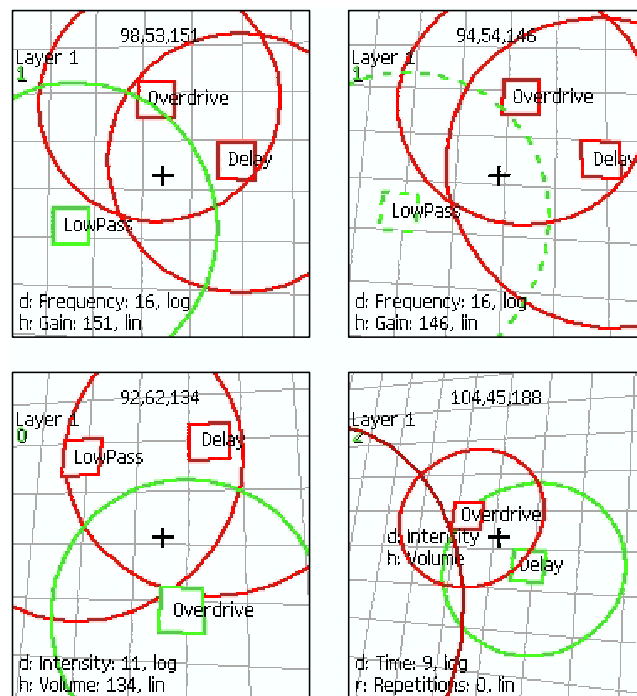 98,53,151
Layer 1
1
Overdrive
Delay
LowPass
d: Frequency: 16, log
h: Gain: 151, lin
94,54,146
Layer 1
1
Overdrive
Delay
LowPass
d: Frequency: 16, log
h: Gain: 146, lin
92,62,134
Layer 1
0
Delay
LowPass
Overdrive
d: Intensity: 11, log
h: Volume: 134, lin
104,45,188
Layer 1
2
Overdrive
d: Intensity
h: Volume
Delay
d: Time: 9, log
r: Repetitions: 0, lin